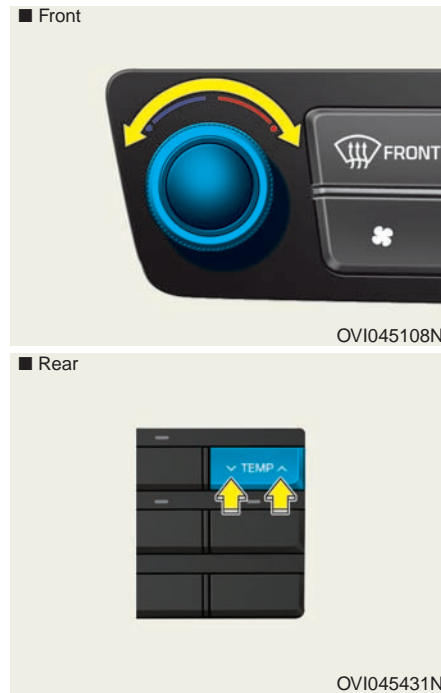 ■ Front
FRONT
OVI045108N
■ Rear
TEMP
OVI045431N